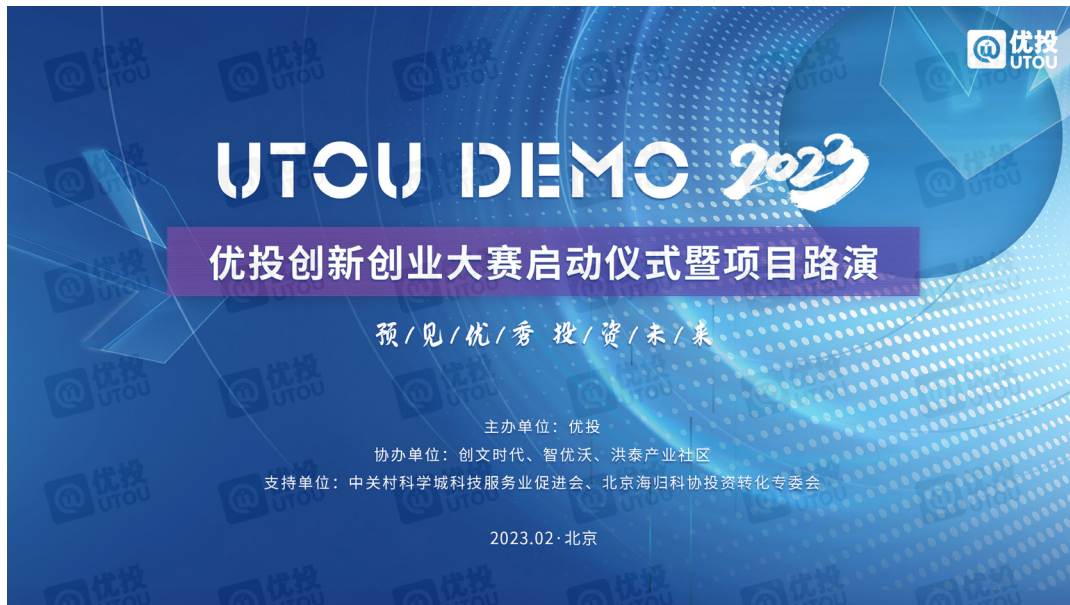 优投
UTOU
UTOU DEMO 2023
优投创新创业大赛启动仪式暨项目路演
预/见/优/秀 投/资/未/来
主办单位：优投
协办单位：创文时代、智优沃、洪泰产业社区
支持单位：中关村科学城科技服务业促进会、北京海归科协投资转化专委会
2023.02·北京